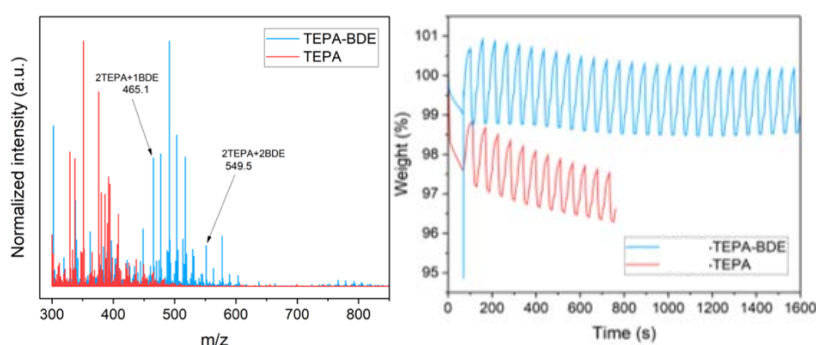 Normalized intensity (a.u.)
TEPA-BDE
TEPA
2TEPA+1BDE
465.1
2TEPA+2BDE
549.5
300 400 500 600 700 800
m/z
Weight (%)
101
100
99
98
97
96
95
TEPA-BDE
TEPA
0 200 400 600 800 1000 1200 1400 1600
Time (s)